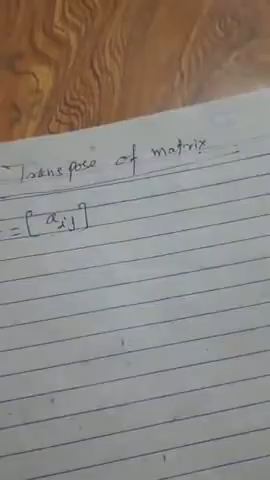 Transpose of matrix
= [aij]